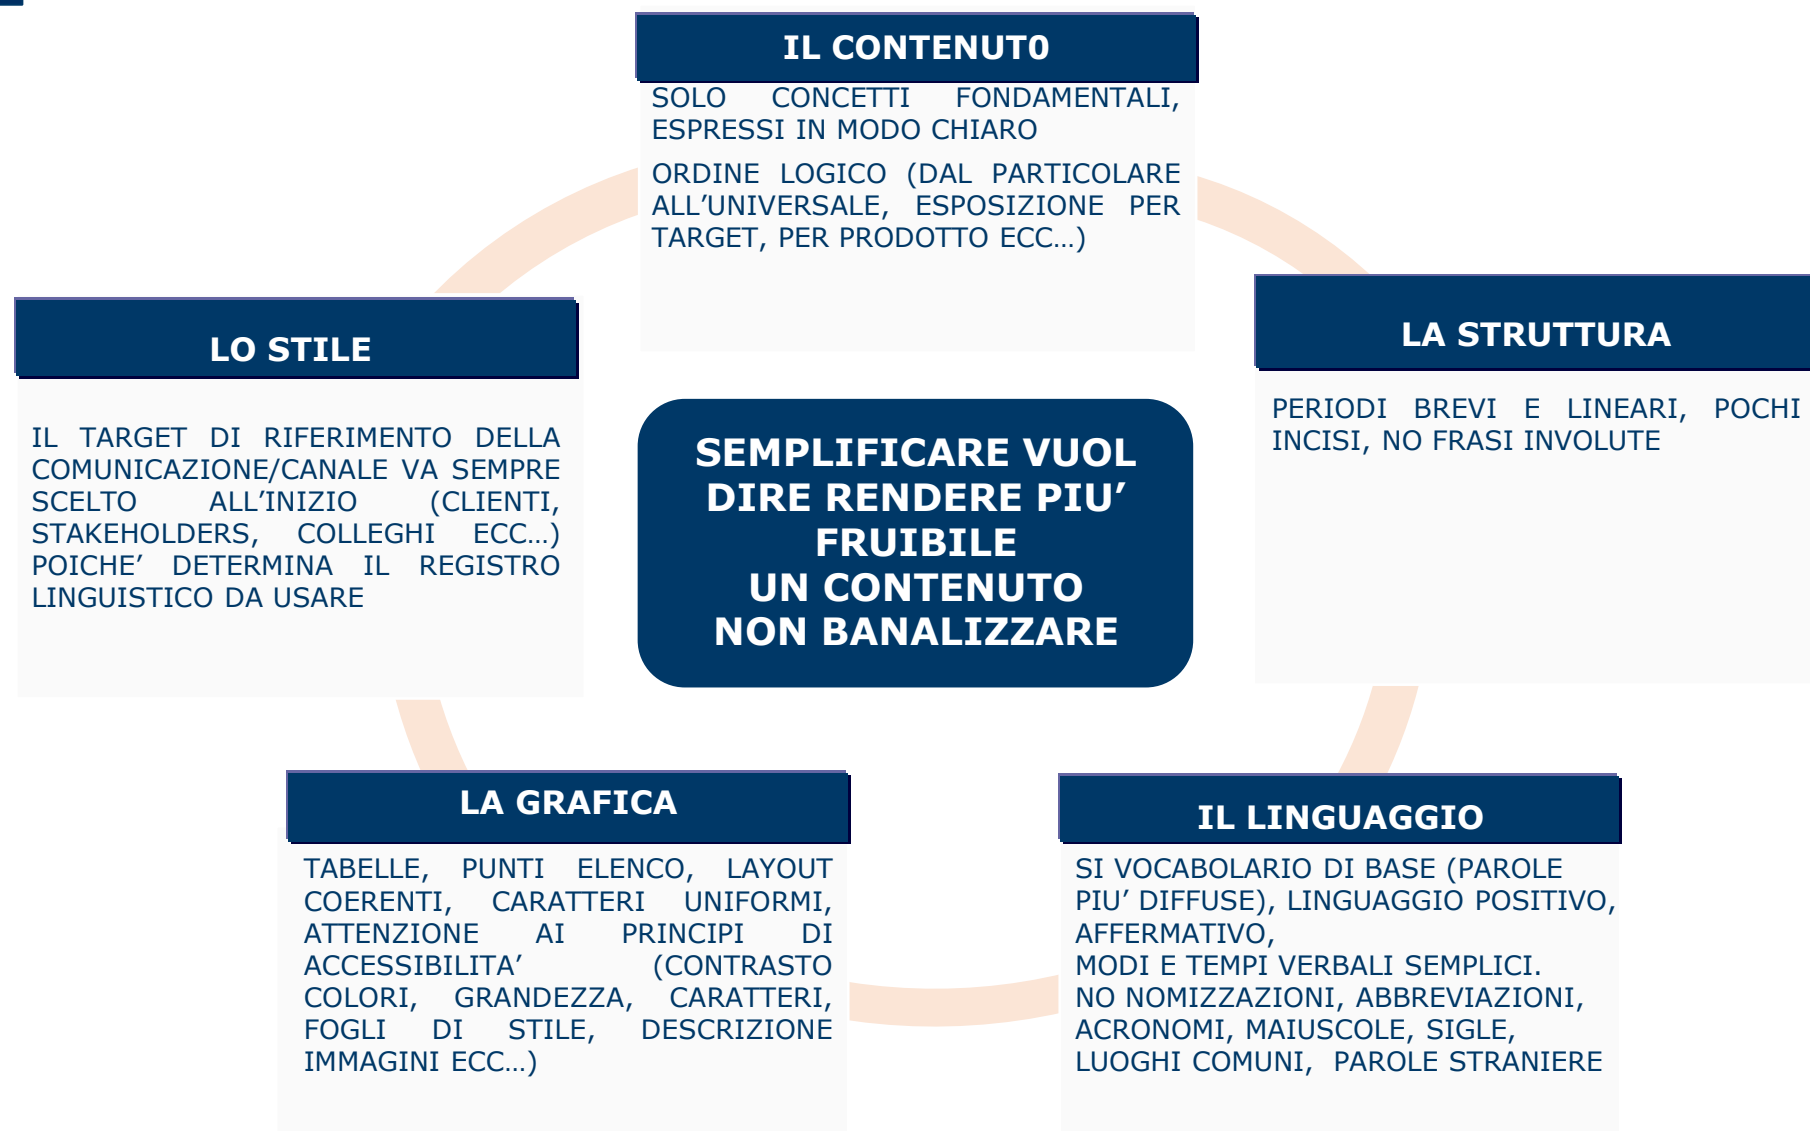 IL CONTENUT0
SOLO CONCETTI FONDAMENTALI,
ESPRESSI IN MODO CHIARO
ORDINE LOGICO (DAL PARTICOLARE
ALL’UNIVERSALE, ESPOSIZIONE PER
TARGET, PER PRODOTTO ECC…)
LA STRUTTURA
PERIODI BREVI E LINEARI, POCHI
INCISI, NO FRASI INVOLUTE
LO STILE
IL TARGET DI RIFERIMENTO DELLA
COMUNICAZIONE/CANALE VA SEMPRE
SCELTO ALL’INIZIO (CLIENTI,
STAKEHOLDERS, COLLEGHI ECC…)
POICHE’ DETERMINA IL REGISTRO
LINGUISTICO DA USARE
SEMPLIFICARE VUOL
DIRE RENDERE PIU’
FRUIBILE
UN CONTENUTO
NON BANALIZZARE
LA GRAFICA
TABELLE, PUNTI ELENCO, LAYOUT
COERENTI, CARATTERI UNIFORMI,
ATTENZIONE AI PRINCIPI DI
ACCESSIBILITA’ (CONTRASTO
COLORI, GRANDEZZA, CARATTERI,
FOGLI DI STILE, DESCRIZIONE
IMMAGINI ECC…)
IL LINGUAGGIO
SI VOCABOLARIO DI BASE (PAROLE
PIU’ DIFFUSE), LINGUAGGIO POSITIVO,
AFFERMATIVO,
MODI E TEMPI VERBALI SEMPLICI.
NO NOMIZZAZIONI, ABBREVIAZIONI,
ACRONOMI, MAIUSCOLE, SIGLE,
LUOGHI COMUNI, PAROLE STRANIERE